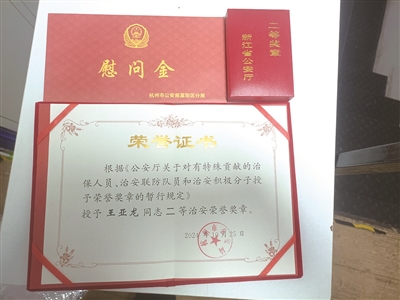 慰问金
杭州市公安局富阳区分局
二等奖章
浙江省公安厅
荣誉证书
根据《公安厅关于对有特殊贡献的治
保人员、治安联防队员和治安积极分子授
予荣誉奖章的暂行规定》
授予 王亚龙 同志 二 等治安荣誉奖章。